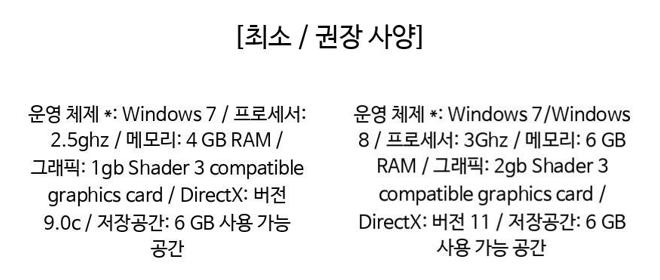 [최소 / 권장 사양]
운영 체제 *: Windows 7 / 프로세서:
2.5ghz / 메모리: 4 GB RAM /
그래픽: 1gb Shader 3 compatible
graphics card / DirectX: 버전
9.0c / 저장공간: 6 GB 사용 가능
공간
운영 체제 *: Windows 7/Windows
8 / 프로세서: 3Ghz / 메모리: 6 GB
RAM / 그래픽: 2gb Shader 3
compatible graphics card /
DirectX: 버전 11 / 저장공간: 6 GB
사용 가능 공간